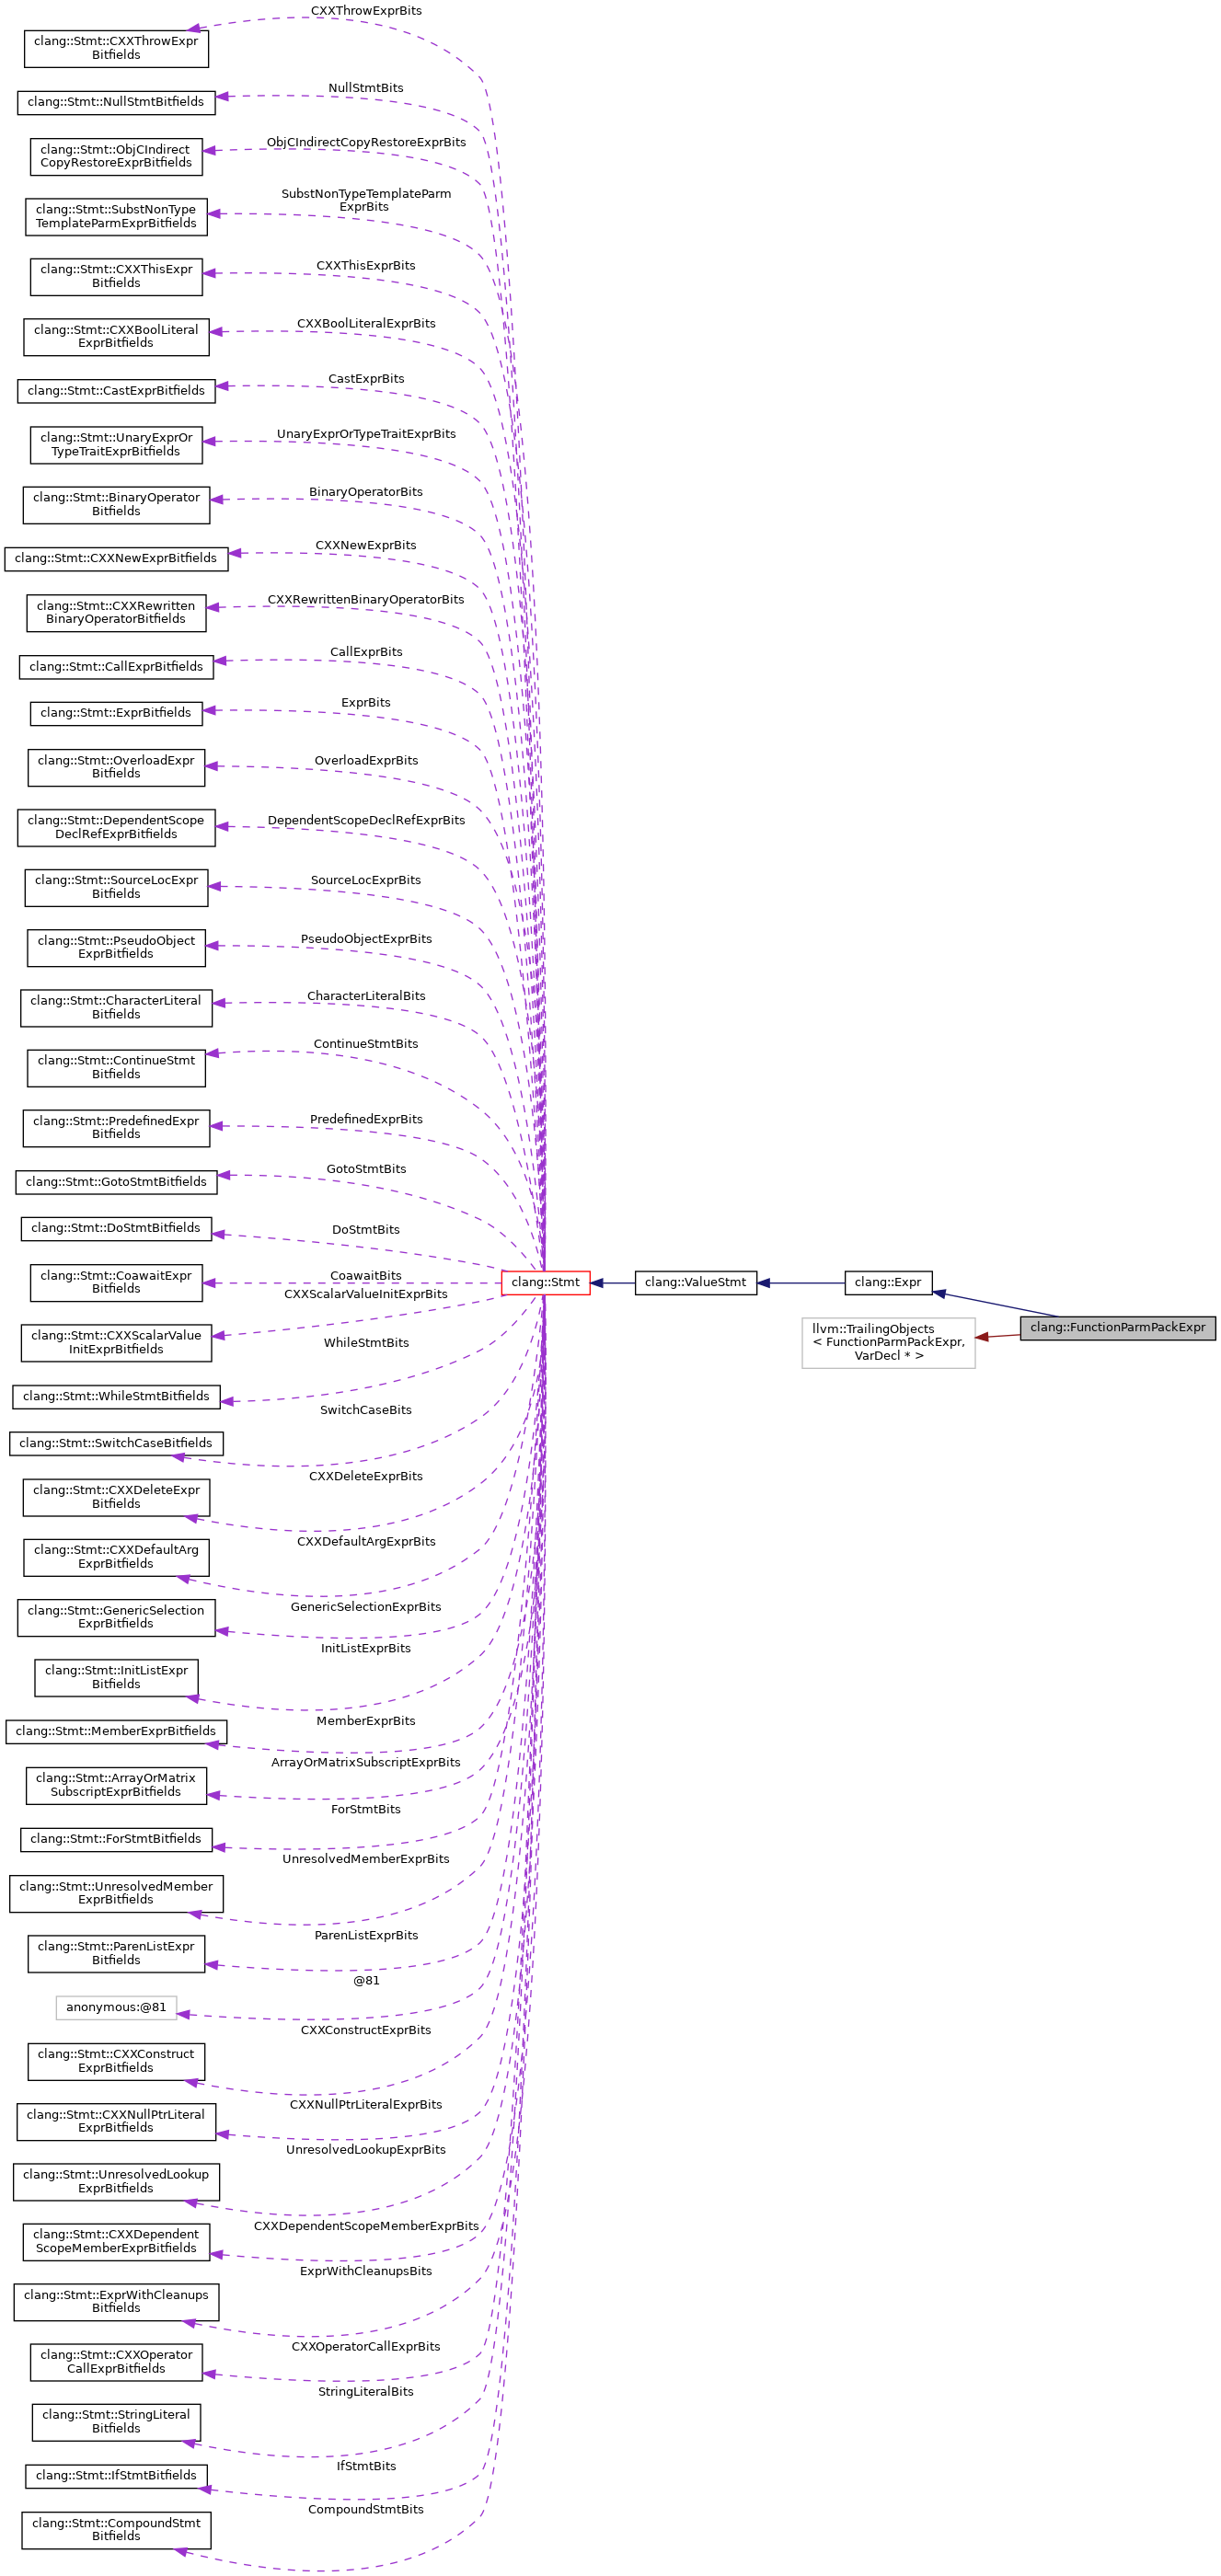 CXXThrowExprBits
clang::Stmt::CXXThrowExpr
Bitfields
NullStmtBits
clang::Stmt::NullStmtBitfields
ObjCIndirectCopyRestoreExprBits
clang::Stmt::ObjCIndirect
CopyRestoreExprBitfields
SubstNonTypeTemplateParm
ExprBits
clang::Stmt::SubstNonType
TemplateParmExprBitfields
CXXThisExprBits
clang::Stmt::CXXThisExpr
Bitfields
CXXBoolLiteralExprBits
clang::Stmt::CXXBoolLiteral
ExprBitfields
CastExprBits
clang::Stmt::CastExprBitfields
UnaryExprOrTypeTraitExprBits
clang::Stmt::UnaryExprOr
TypeTraitExprBitfields
BinaryOperatorBits
clang::Stmt::BinaryOperator
Bitfields
CXXNewExprBits
clang::Stmt::CXXNewExprBitfields
CXXRewrittenBinaryOperatorBits
clang::Stmt::CXXRewritten
BinaryOperatorBitfields
CallExprBits
clang::Stmt::CallExprBitfields
ExprBits
clang::Stmt::ExprBitfields
OverloadExprBits
clang::Stmt::OverloadExpr
Bitfields
DependentScopeDeclRefExprBits
clang::Stmt::DependentScope
DeclRefExprBitfields
SourceLocExprBits
clang::Stmt::SourceLocExpr
Bitfields
PseudoObjectExprBits
clang::Stmt::PseudoObject
ExprBitfields
CharacterLiteralBits
clang::Stmt::CharacterLiteral
Bitfields
ContinueStmtBits
clang::Stmt::ContinueStmt
Bitfields
PredefinedExprBits
clang::Stmt::PredefinedExpr
Bitfields
GotoStmtBits
clang::Stmt::GotoStmtBitfields
DoStmtBits
clang::Stmt::DoStmtBitfields
CoawaitBits
clang::Stmt::CoawaitExpr
Bitfields
clang::Stmt
clang::ValueStmt
clang::Expr
clang::FunctionParmPackExpr
llvm::TrailingObjects
< FunctionParmPackExpr,
VarDecl * >
CXXScalarValueInitExprBits
clang::Stmt::CXXScalarValue
InitExprBitfields
WhileStmtBits
clang::Stmt::WhileStmtBitfields
SwitchCaseBits
clang::Stmt::SwitchCaseBitfields
CXXDeleteExprBits
clang::Stmt::CXXDeleteExpr
Bitfields
CXXDefaultArgExprBits
clang::Stmt::CXXDefaultArg
ExprBitfields
GenericSelectionExprBits
clang::Stmt::GenericSelection
ExprBitfields
InitListExprBits
clang::Stmt::InitListExpr
Bitfields
MemberExprBits
clang::Stmt::MemberExprBitfields
ArrayOrMatrixSubscriptExprBits
clang::Stmt::ArrayOrMatrix
SubscriptExprBitfields
ForStmtBits
clang::Stmt::ForStmtBitfields
UnresolvedMemberExprBits
clang::Stmt::UnresolvedMember
ExprBitfields
ParenListExprBits
clang::Stmt::ParenListExpr
Bitfields
@81
anonymous:@81
CXXConstructExprBits
clang::Stmt::CXXConstruct
ExprBitfields
CXXNullPtrLiteralExprBits
clang::Stmt::CXXNullPtrLiteral
ExprBitfields
UnresolvedLookupExprBits
clang::Stmt::UnresolvedLookup
ExprBitfields
CXXDependentScopeMemberExprBits
clang::Stmt::CXXDependent
ScopeMemberExprBitfields
ExprWithCleanupsBits
clang::Stmt::ExprWithCleanups
Bitfields
CXXOperatorCallExprBits
clang::Stmt::CXXOperator
CallExprBitfields
StringLiteralBits
clang::Stmt::StringLiteral
Bitfields
IfStmtBits
clang::Stmt::IfStmtBitfields
CompoundStmtBits
clang::Stmt::CompoundStmt
Bitfields